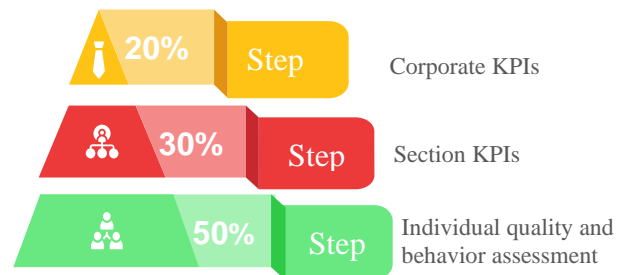 20% Step Corporate KPIs
30% Step Section KPIs
50% Step Individual quality and
behavior assessment